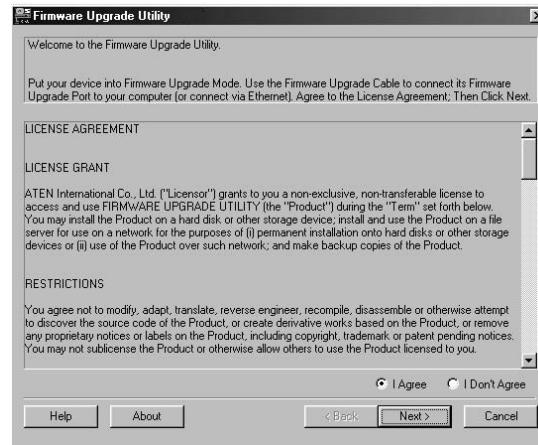 Firmware Upgrade Utility
Welcome to the Firmware Upgrade Utility.
Put your device into Firmware Upgrade Mode. Use the Firmware Upgrade Cable to connect its Firmware
Upgrade Port to your computer (or connect via Ethernet). Agree to the License Agreement; Then Click Next.
LICENSE AGREEMENT
LICENSE GRANT
ATEN International Co., Ltd. ("Licensor") grants to you a non-exclusive, non-transferable license to
access and use FIRMWARE UPGRADE UTILITY (the "Product") during the "Term" set forth below.
You may install the Product on a hard disk or other storage device; install and use the Product on a file
server for use on a network for the purposes of (i) permanent installation onto hard disks or other storage
devices or (ii) use of the Product over such network; and make backup copies of the Product.
RESTRICTIONS
You agree not to modify, adapt, translate, reverse engineer, recompile, disassemble or otherwise attempt
to discover the source code of the Product, or create derivative works based on the Product, or remove
any proprietary notices or labels on the Product, including copyright, trademark or patent pending notices.
You may not sublicense the Product or otherwise allow others to use the Product licensed to you.
I Agree I Don't Agree
Help About < Back Next > Cancel